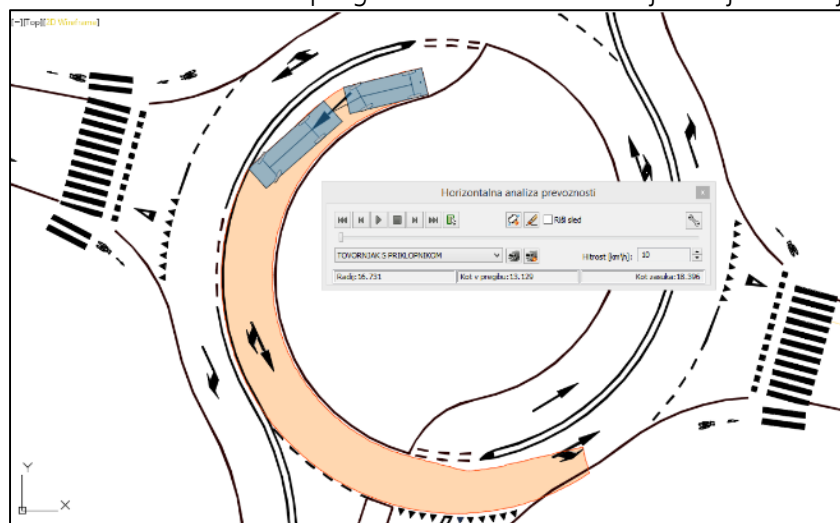 [−][Top][2D Wireframe]
Horizontalna analiza prevoznosti
x
Riši sled
TOVORNJAK S PRIKLOPNIKOM
Hitrost [km\h]: 10
Radij: 16.731 Kot v pregibu: 13.129 Kot zasuka: 18.396
Y
X